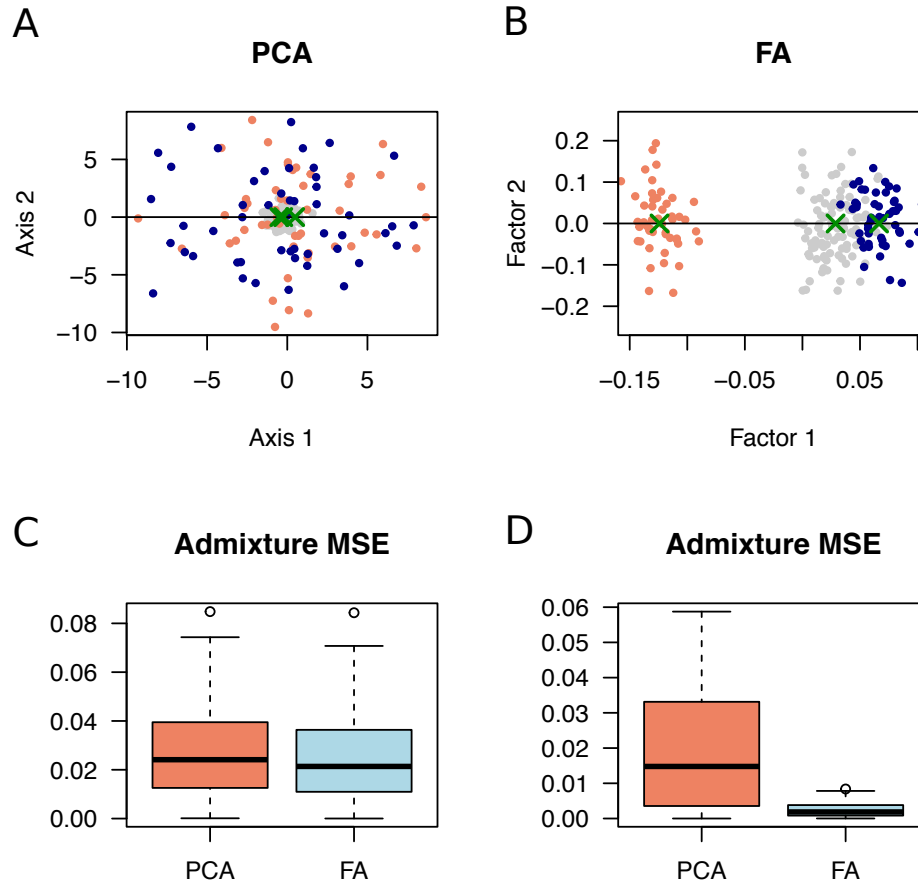 A
PCA
Axis 2
5
0
−5
−10
−10
−5
0
5
Axis 1
B
FA
Factor 2
0.2
0.1
0.0
−0.1
−0.2
−0.15
−0.05
0.05
Factor 1
C
Admixture MSE
0.08
0.06
0.04
0.02
0.00
PCA
FA
D
Admixture MSE
0.06
0.05
0.04
0.03
0.02
0.01
0.00
PCA
FA